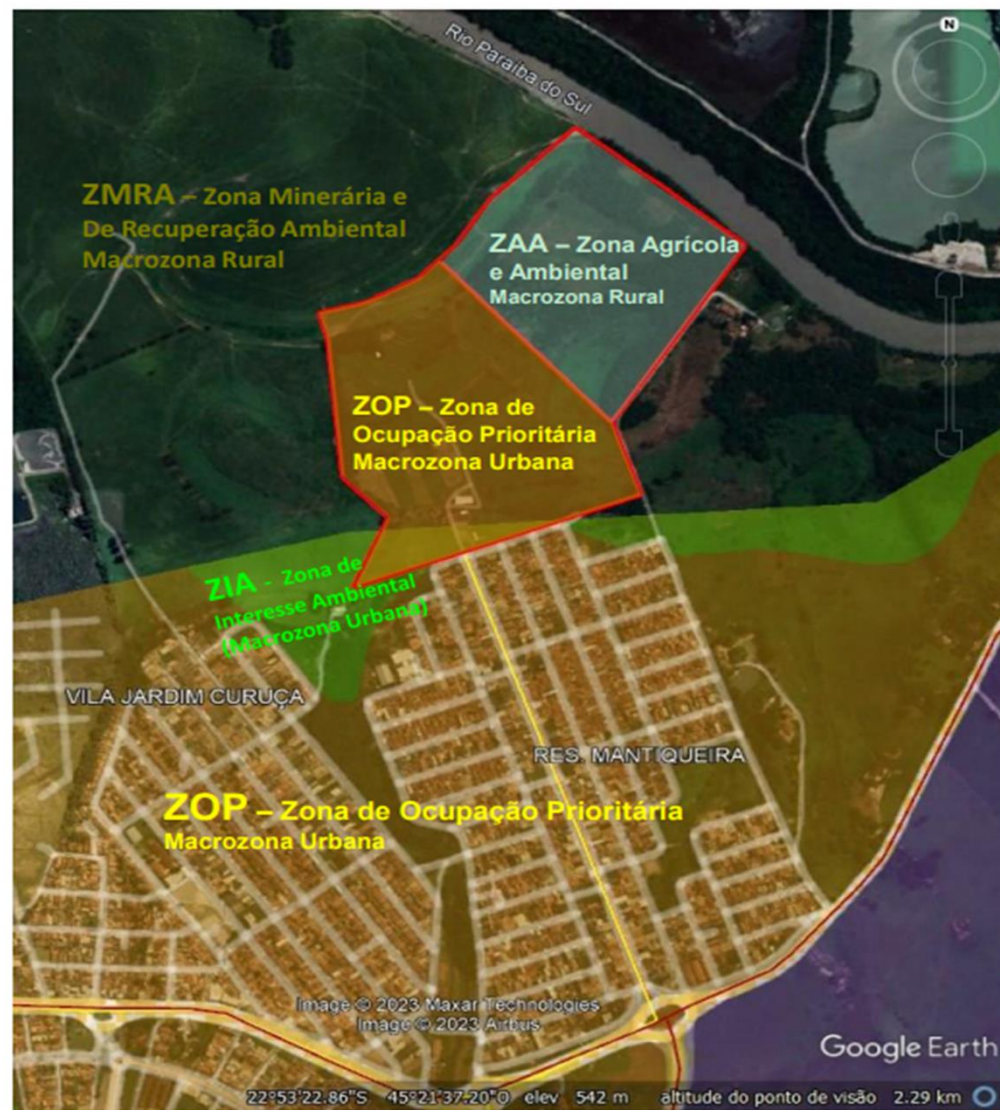 N
Rio Paraíba do Sul
ZMRA – Zona Minerária e
De Recuperação Ambiental
Macrozona Rural
ZAA – Zona Agrícola
e Ambiental
Macrozona Rural
ZOP – Zona de
Ocupação Prioritária
Macrozona Urbana
ZIA - Zona de
Interesse Ambiental
(Macrozona Urbana)
VILA JARDIM CURUÇA
RES. MANTIQUEIRA
ZOP – Zona de Ocupação Prioritária
Macrozona Urbana
Image © 2023 Maxar Technologies
Image © 2023 Airbus
Google Earth
22°53'22.86"S 45°21'37.20"O elev 542 m altitude do ponto de visão 2.29 km